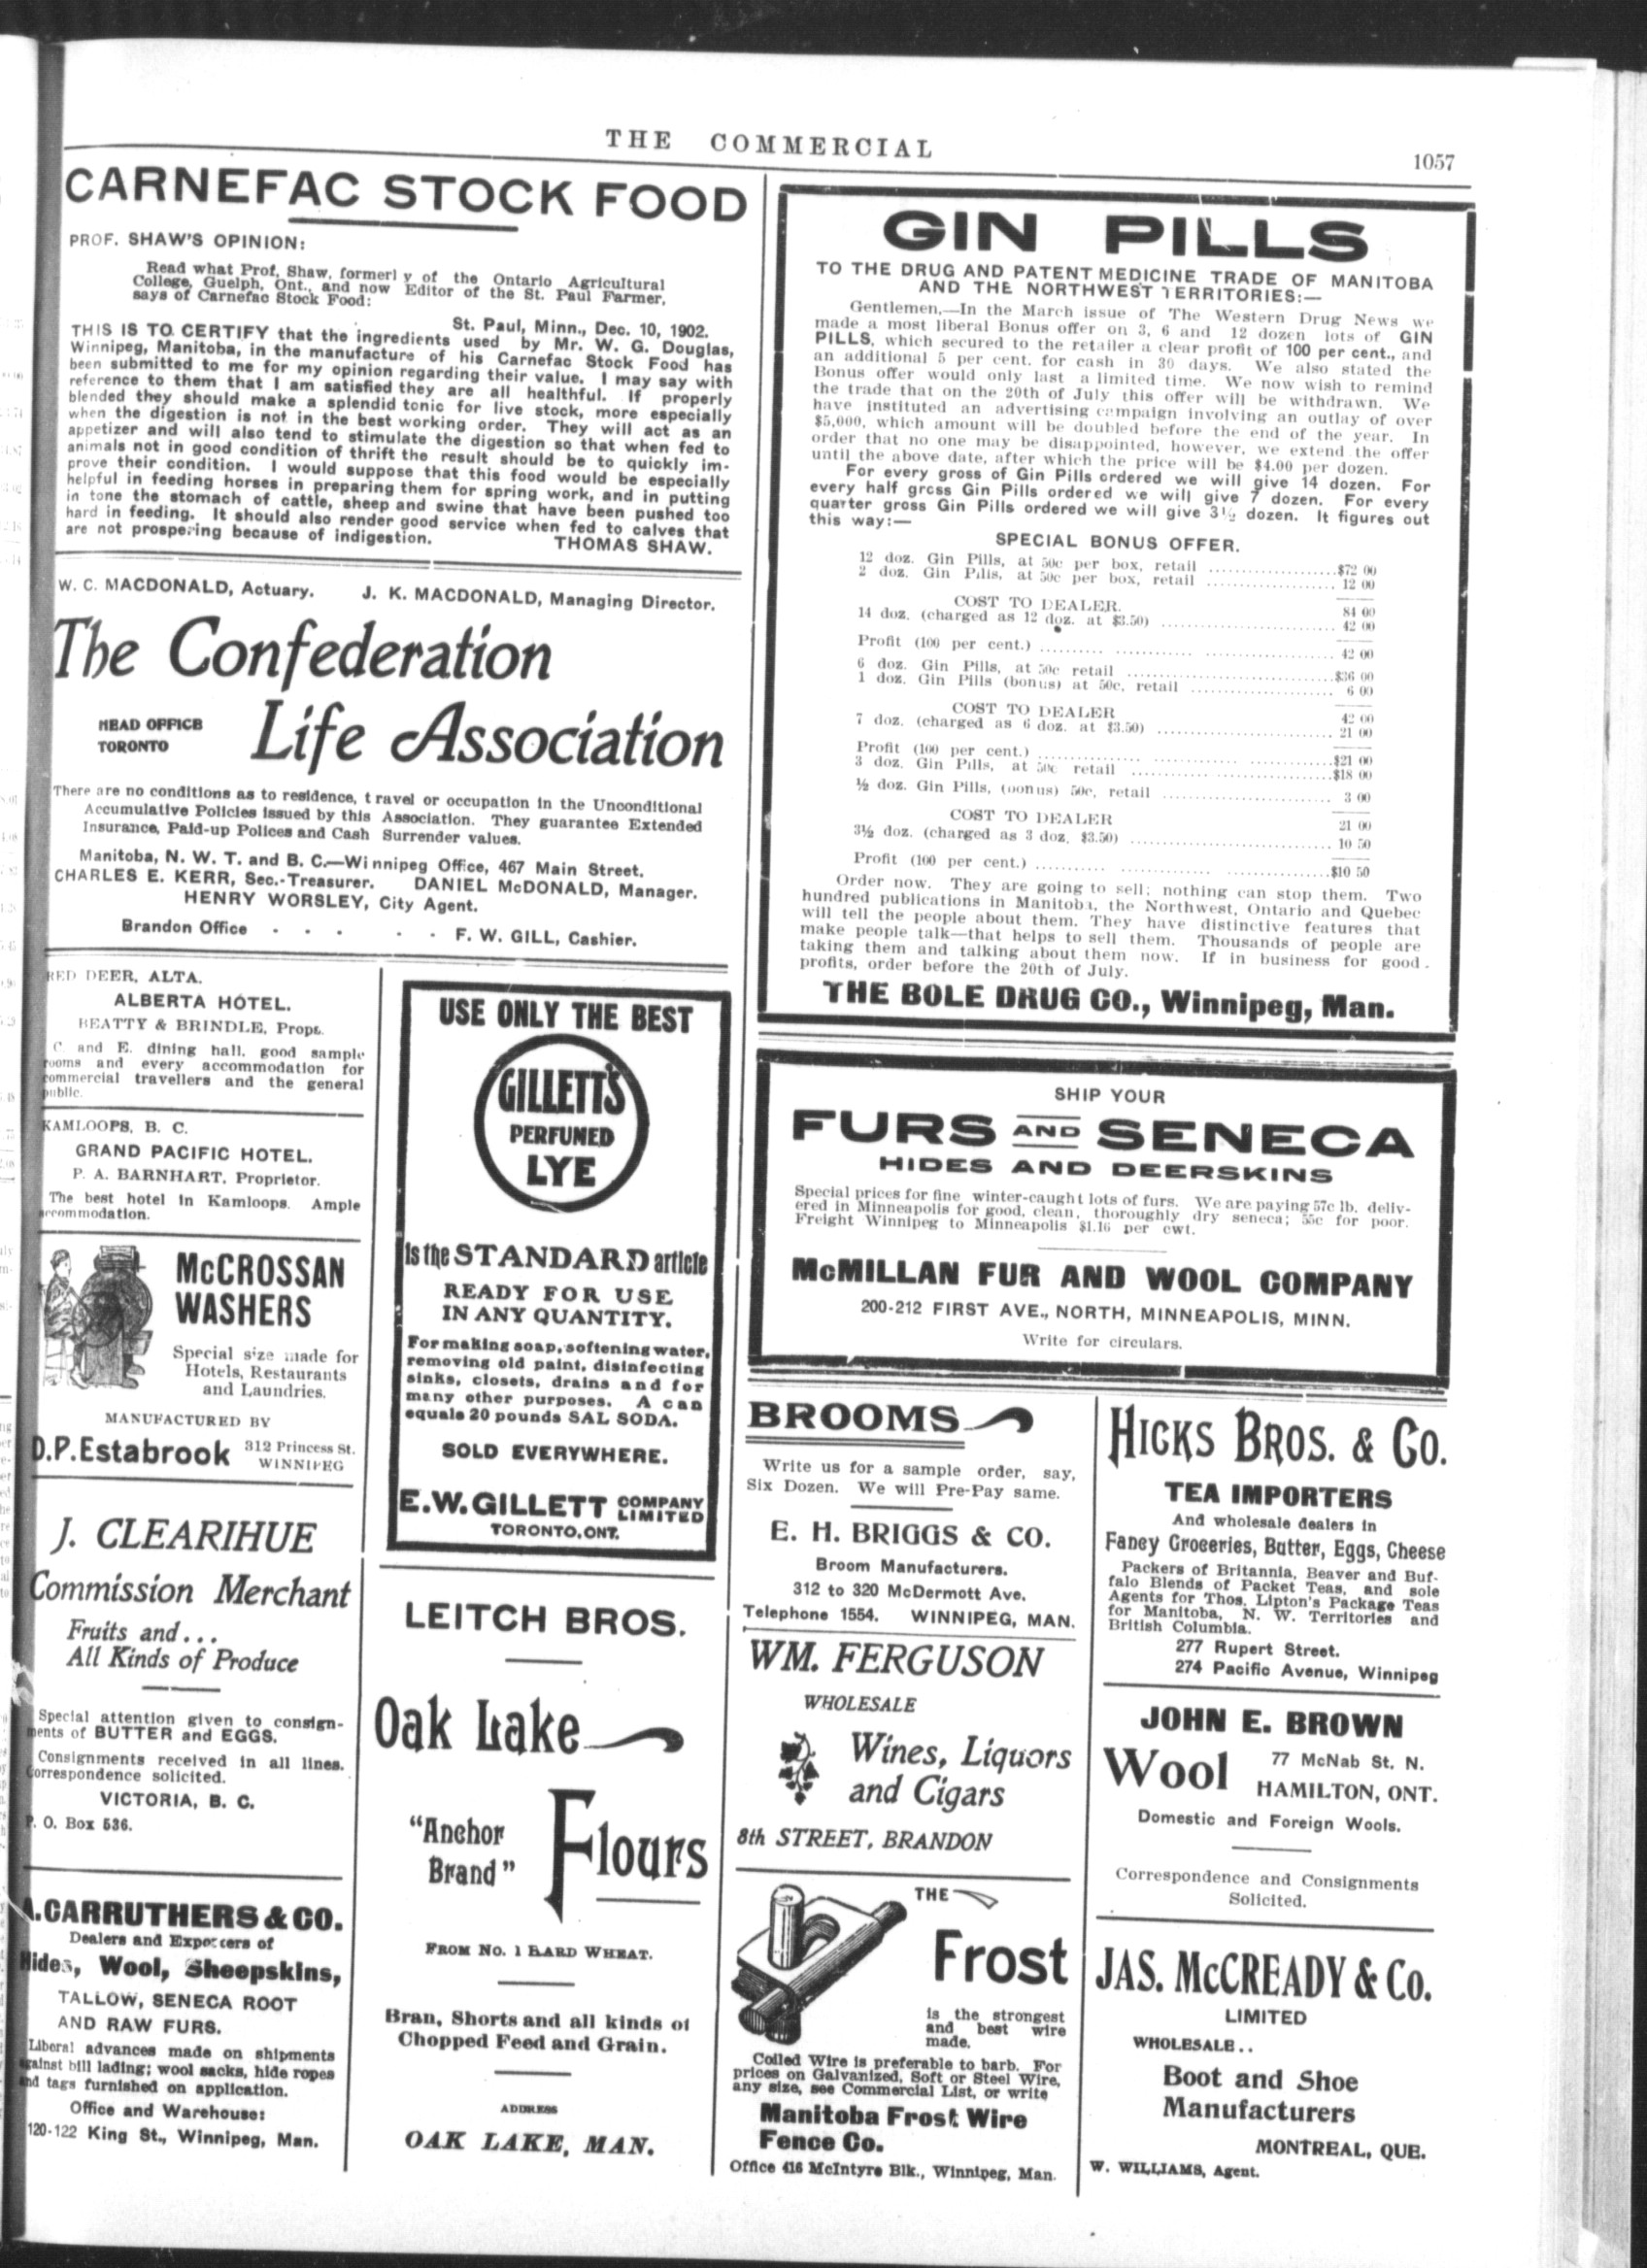 THE COMMERCIAL
1057
CARNEFAC STOCK FOOD
PROF. SHAW'S OPINION:
Read what Prof. Shaw, formerl y of the Ontario Agricultural
College, Guelph, Ont., and now Editor of the St. Paul Farmer,
says of Carnefac Stock Food:
St. Paul, Minn., Dec. 10, 1902.
THIS IS TO CERTIFY that the ingredients used by Mr. W. G. Douglas,
Winnipeg, Manitoba, in the manufacture of his Carnefac Stock Food has
been submitted to me for my opinion regarding their value. I may say with
reference to them that I am satisfied they are all healthful. If properly
blended they should make a splendid tonic for live stock, more especially
when the digestion is not in the best working order. They will act as an
appetizer and will also tend to stimulate the digestion so that when fed to
animals not in good condition of thrift the result should be to quickly im-
prove their condition. I would suppose that this food would be especially
helpful in feeding horses in preparing them for spring work, and in putting
in tone the stomach of cattle, sheep and swine that have been pushed too
hard in feeding. It should also render good service when fed to calves that
are not prospering because of indigestion. THOMAS SHAW.
W. C. MACDONALD, Actuary. J. K. MACDONALD, Managing Director.
The Confederation
HEAD OFFICE
TORONTO
Life Association
There are no conditions as to residence, t ravel or occupation in the Unconditional
Accumulative Policies issued by this Association. They guarantee Extended
Insurance, Paid-up Polices and Cash Surrender values.
Manitoba, N. W. T. and B. C.—Wi nnipeg Office, 467 Main Street.
CHARLES E. KERR, Sec.-Treasurer. DANIEL McDONALD, Manager.
HENRY WORSLEY, City Agent.
Brandon Office - - - - - F. W. GILL, Cashier.
RED DEER, ALTA.
ALBERTA HOTEL.
BEATTY & BRINDLE, Props.
C. and E. dining hall, good sample
rooms and every accommodation for
commercial travellers and the general
public.
KAMLOOPS, B. C.
GRAND PACIFIC HOTEL.
P. A. BARNHART, Proprietor.
The best hotel in Kamloops. Ample
accommodation.
McCROSSAN
WASHERS
Special size made for
Hotels, Restaurants
and Laundries.
MANUFACTURED BY
D.P.Estabrook 312 Princess St.
WINNIPEG
J. CLEARIHUE
Commission Merchant
Fruits and...
All Kinds of Produce
Special attention given to consign-
ments of BUTTER and EGGS.
Consignments received in all lines.
Correspondence solicited.
VICTORIA, B. C.
P. O. Box 536.
A.CARRUTHERS & CO.
Dealers and Exporters of
Hides, Wool, Sheepskins,
TALLOW, SENECA ROOT
AND RAW FURS.
Liberal advances made on shipments
against bill lading; wool sacks, hide ropes
and tags furnished on application.
Office and Warehouse:
120-122 King St., Winnipeg, Man.
USE ONLY THE BEST
GILLETT'S
PERFUMED
LYE
Is the STANDARD article
READY FOR USE
IN ANY QUANTITY.
For making soap, softening water,
removing old paint, disinfecting
sinks, closets, drains and for
many other purposes. A can
equals 20 pounds SAL SODA.
SOLD EVERYWHERE.
E.W.GILLETT COMPANY
LIMITED
TORONTO.ONT.
LEITCH BROS.
Oak Lake
"Anchor
Brand"
Flours
FROM NO. 1 HARD WHEAT.
Bran, Shorts and all kinds of
Chopped Feed and Grain.
ADDRESS
OAK LAKE, MAN.
GIN PILLS
TO THE DRUG AND PATENT MEDICINE TRADE OF MANITOBA
AND THE NORTHWEST TERRITORIES:—
Gentlemen,—In the March issue of The Western Drug News we
made a most liberal Bonus offer on 3, 6 and 12 dozen lots of GIN
PILLS, which secured to the retailer a clear profit of 100 per cent., and
an additional 5 per cent. for cash in 30 days. We also stated the
Bonus offer would only last a limited time. We now wish to remind
the trade that on the 20th of July this offer will be withdrawn. We
have instituted an advertising campaign involving an outlay of over
$5,000, which amount will be doubled before the end of the year. In
order that no one may be disappointed, however, we extend the offer
until the above date, after which the price will be $4.00 per dozen.
For every gross of Gin Pills ordered we will give 14 dozen. For
every half gross Gin Pills ordered we will give 7 dozen. For every
quarter gross Gin Pills ordered we will give 3½ dozen. It figures out
this way:—
SPECIAL BONUS OFFER.
12 doz. Gin Pills, at 50c per box, retail ........ $72 00
2 doz. Gin Pills, at 50c per box, retail ........ 12 00
COST TO DEALER. 84 00
14 doz. (charged as 12 doz. at $3.50) ........ 42 00
Profit (100 per cent.) ........ 42 00
6 doz. Gin Pills, at 50c retail ........ $36 00
1 doz. Gin Pills (bonus) at 50c, retail ........ 6 00
COST TO DEALER 42 00
7 doz. (charged as 6 doz. at $3.50) ........ 21 00
Profit (100 per cent.) ........ $21 00
3 doz. Gin Pills, at 50c retail ........ $18 00
½ doz. Gin Pills, (bonus) 50c, retail ........ 3 00
COST TO DEALER 21 00
3½ doz. (charged as 3 doz. $3.50) ........ 10 50
Profit (100 per cent.) ........ $10 50
Order now. They are going to sell; nothing can stop them. Two
hundred publications in Manitoba, the Northwest, Ontario and Quebec
will tell the people about them. They have distinctive features that
make people talk—that helps to sell them. Thousands of people are
taking them and talking about them now. If in business for good
profits, order before the 20th of July.
THE BOLE DRUG CO., Winnipeg, Man.
SHIP YOUR
FURS AND SENECA
HIDES AND DEERSKINS
Special prices for fine winter-caught lots of furs. We are paying 57c lb. deliv-
ered in Minneapolis for good, clean, thoroughly dry seneca; 55c for poor.
Freight Winnipeg to Minneapolis $1.16 per cwt.
McMILLAN FUR AND WOOL COMPANY
200-212 FIRST AVE., NORTH, MINNEAPOLIS, MINN.
Write for circulars.
BROOMS
Write us for a sample order, say,
Six Dozen. We will Pre-Pay same.
E. H. BRIGGS & CO.
Broom Manufacturers.
312 to 320 McDermott Ave.
Telephone 1554. WINNIPEG, MAN.
WM. FERGUSON
WHOLESALE
Wines, Liquors
and Cigars
8th STREET, BRANDON
THE
Frost
is the strongest
and best wire
made.
Coiled Wire is preferable to barb. For
prices on Galvanized, Soft or Steel Wire,
any size, see Commercial List, or write
Manitoba Frost Wire
Fence Co.
Office 416 McIntyre Blk., Winnipeg, Man.
HICKS BROS. & CO.
TEA IMPORTERS
And wholesale dealers in
Fancy Groceries, Butter, Eggs, Cheese
Packers of Britannia, Beaver and Buf-
falo Blends of Packet Teas, and sole
Agents for Thos. Lipton's Package Teas
for Manitoba, N. W. Territories and
British Columbia.
277 Rupert Street.
274 Pacific Avenue, Winnipeg
JOHN E. BROWN
Wool 77 McNab St. N.
HAMILTON, ONT.
Domestic and Foreign Wools.
Correspondence and Consignments
Solicited.
JAS. McCREADY & CO.
LIMITED
WHOLESALE..
Boot and Shoe
Manufacturers
MONTREAL, QUE.
W. WILLIAMS, Agent.